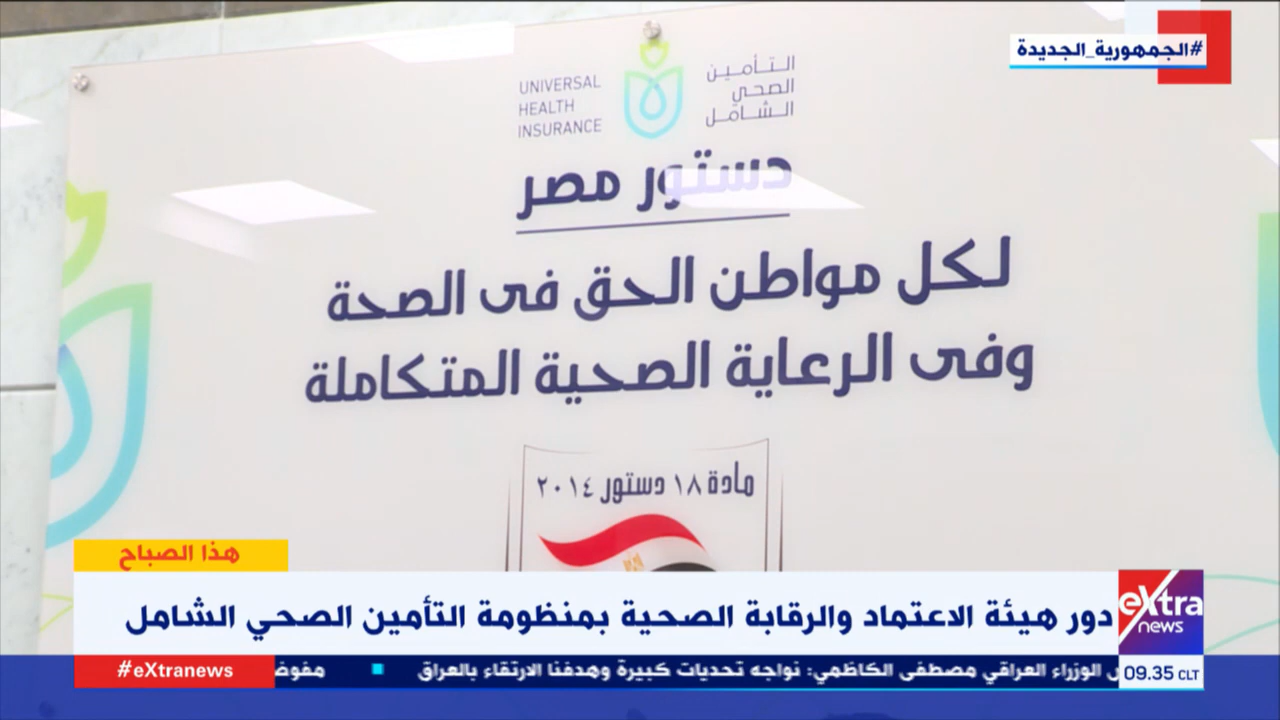 #الجمهورية_الجديدة
UNIVERSAL
HEALTH
INSURANCE
التأمين
الصحي
الشامل
دستور مصر
لكل مواطن الحق فى الصحة
وفى الرعاية الصحية المتكاملة
مادة ١٨ دستور ٢٠١٤
هذا الصباح
دور هيئة الاعتماد والرقابة الصحية بمنظومة التأمين الصحي الشامل
eXtra
news
#eXtranews
الوزراء العراقي مصطفى الكاظمي: نواجه تحديات كبيرة وهدفنا الارتقاء بالعراق
09.35 CLT